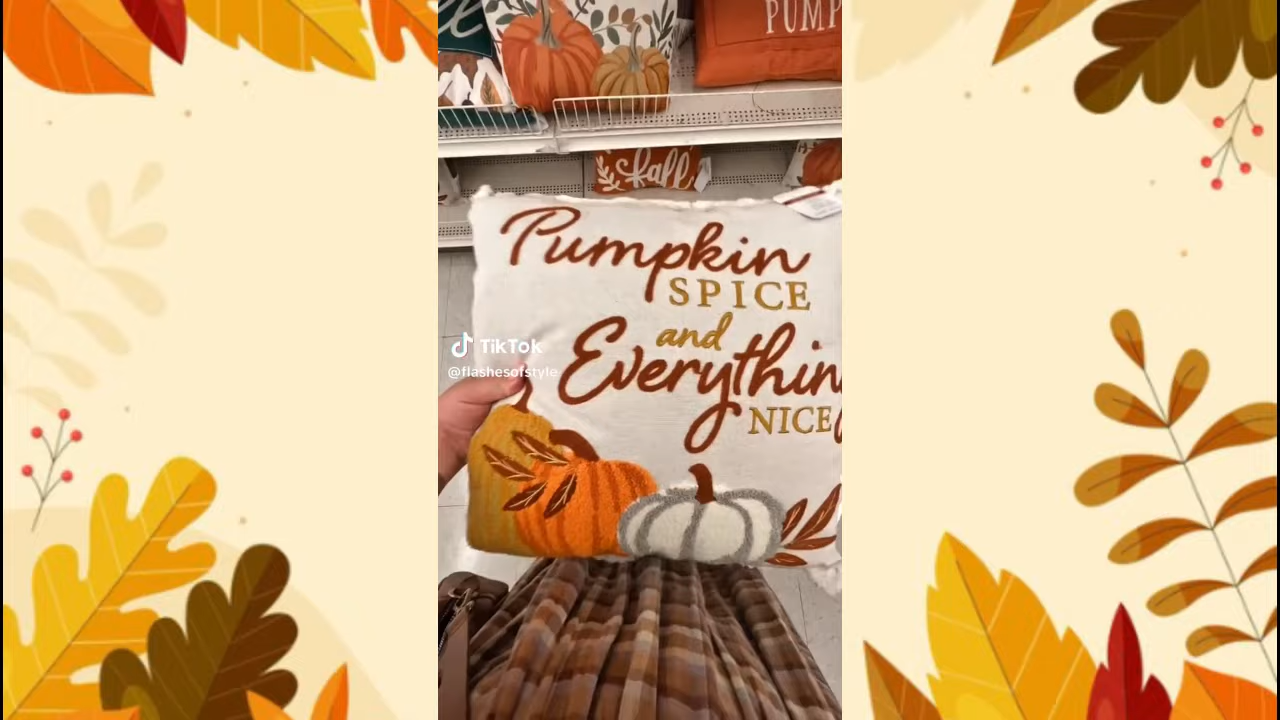 PUMP
fall
Pumpkin
SPICE
and
Everythin
NICE
TikTok
@flashesofstyle